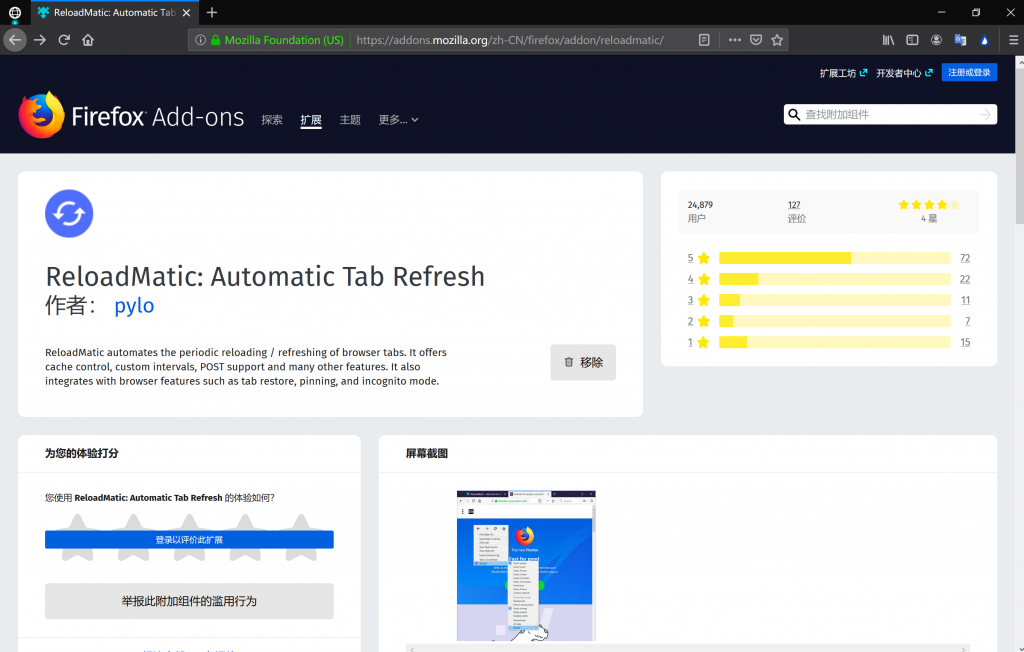 ReloadMatic: Automatic Tab
Mozilla Foundation (US)
https://addons.mozilla.org/zh-CN/firefox/addon/reloadmatic/
扩展工坊
开发者中心
注册或登录
Firefox Add-ons
探索
扩展
主题
更多...
查找附加组件
ReloadMatic: Automatic Tab Refresh
作者： pylo
ReloadMatic automates the periodic reloading / refreshing of browser tabs. It offers
cache control, custom intervals, POST support and many other features. It also
integrates with browser features such as tab restore, pinning, and incognito mode.
移除
24,879
用户
127
评价
4 星
5 72
4 22
3 11
2 7
1 15
为您的体验打分
您使用 ReloadMatic: Automatic Tab Refresh 的体验如何？
登录以评价此扩展
举报此附加组件的滥用行为
屏幕截图